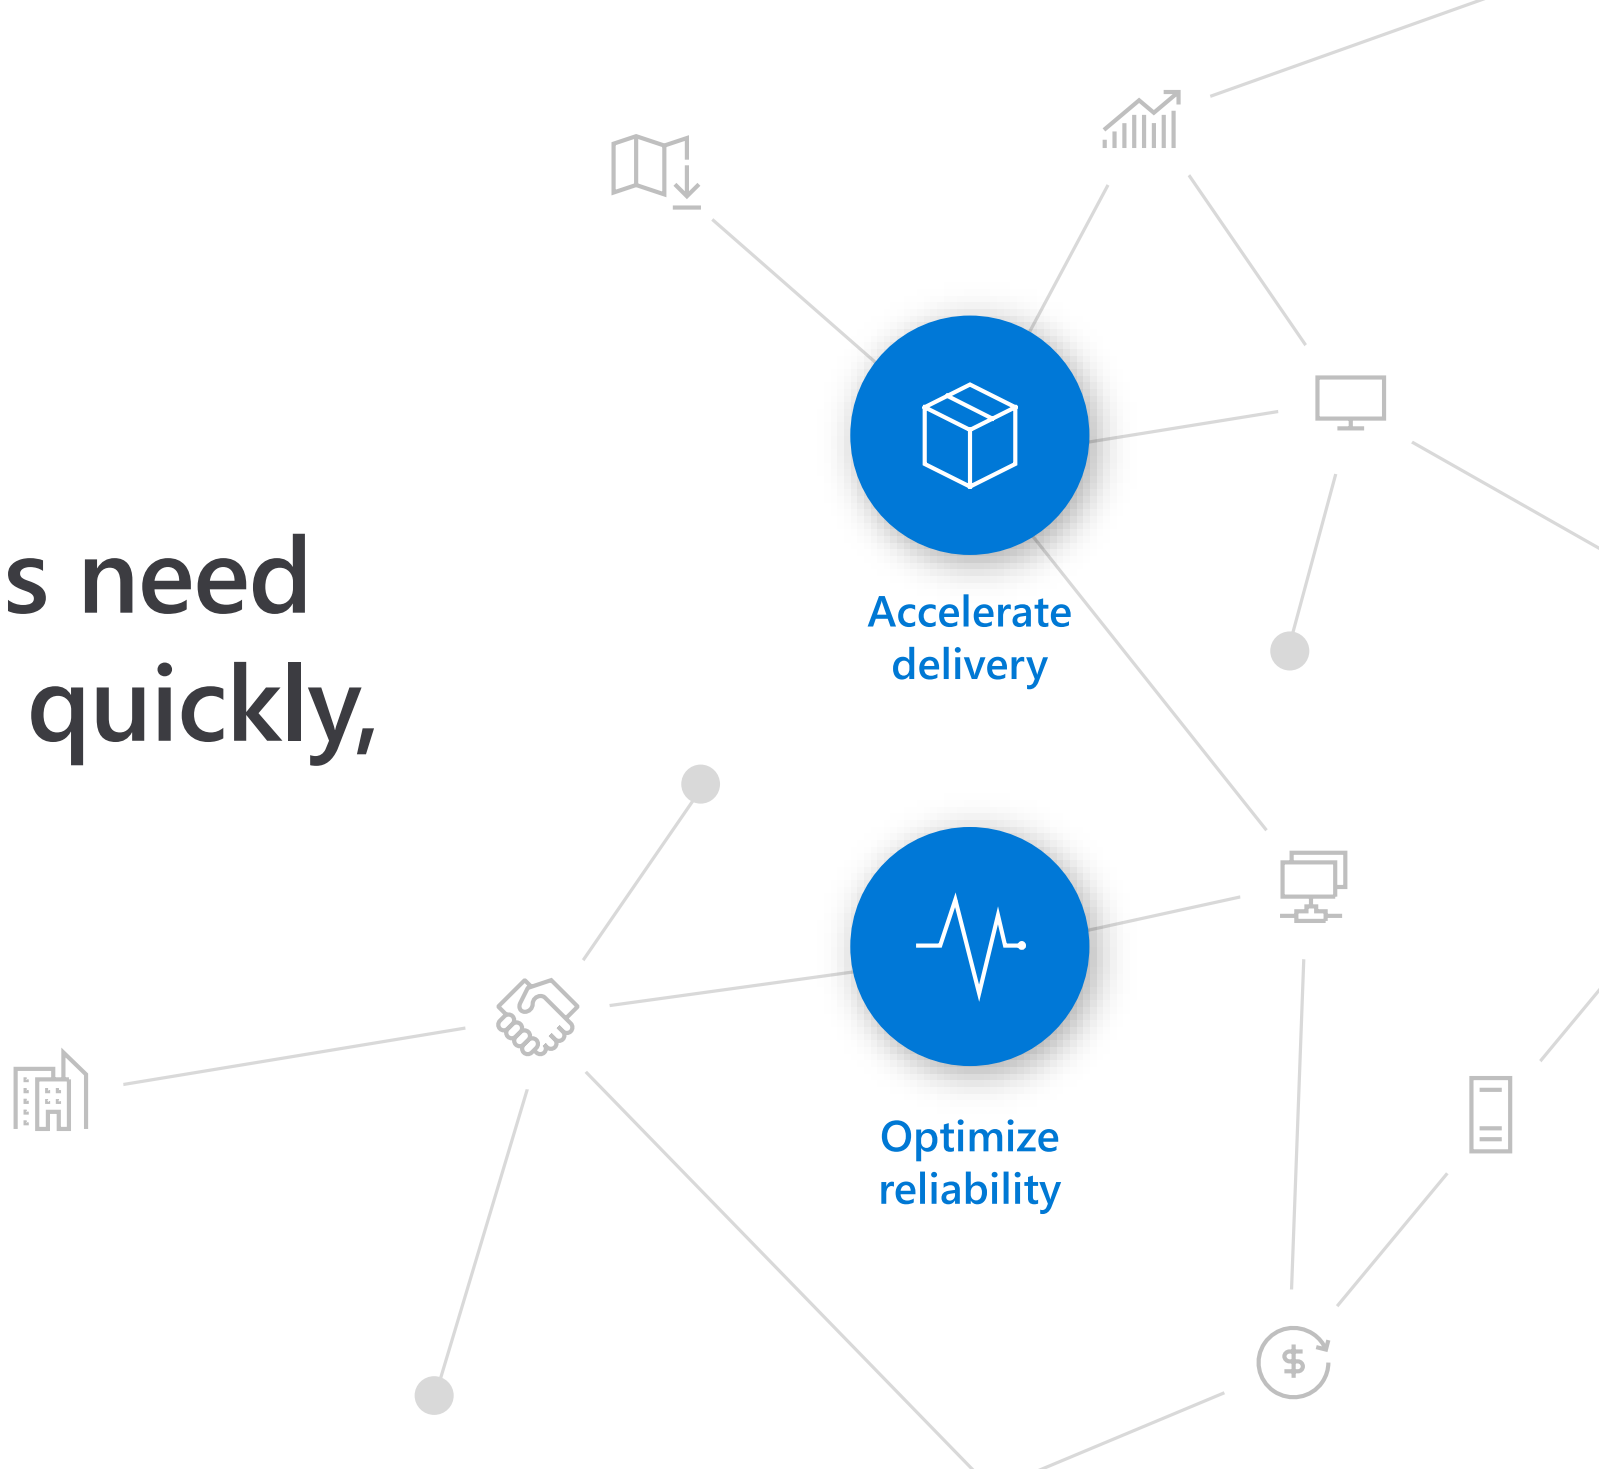 s need
quickly,
Accelerate
delivery
Optimize
reliability
$